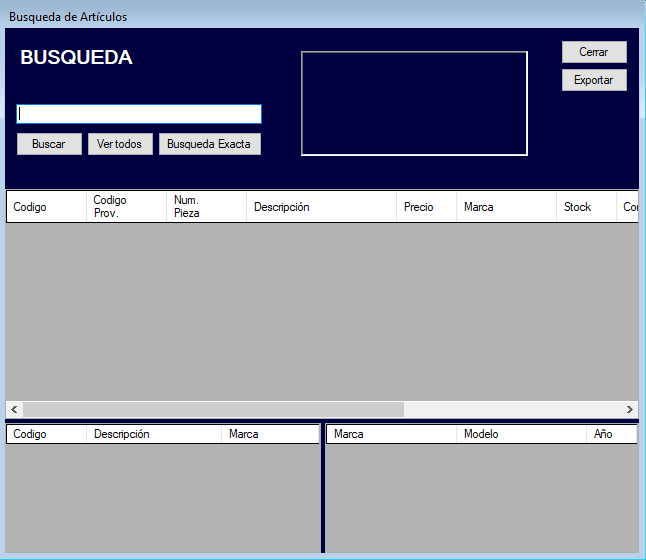 Busqueda de Artículos
BUSQUEDA
Cerrar
Exportar
Buscar
Ver todos
Busqueda Exacta
Codigo
Codigo
Prov.
Num.
Pieza
Descripción
Precio
Marca
Stock
Cor
Codigo
Descripción
Marca
Marca
Modelo
Año